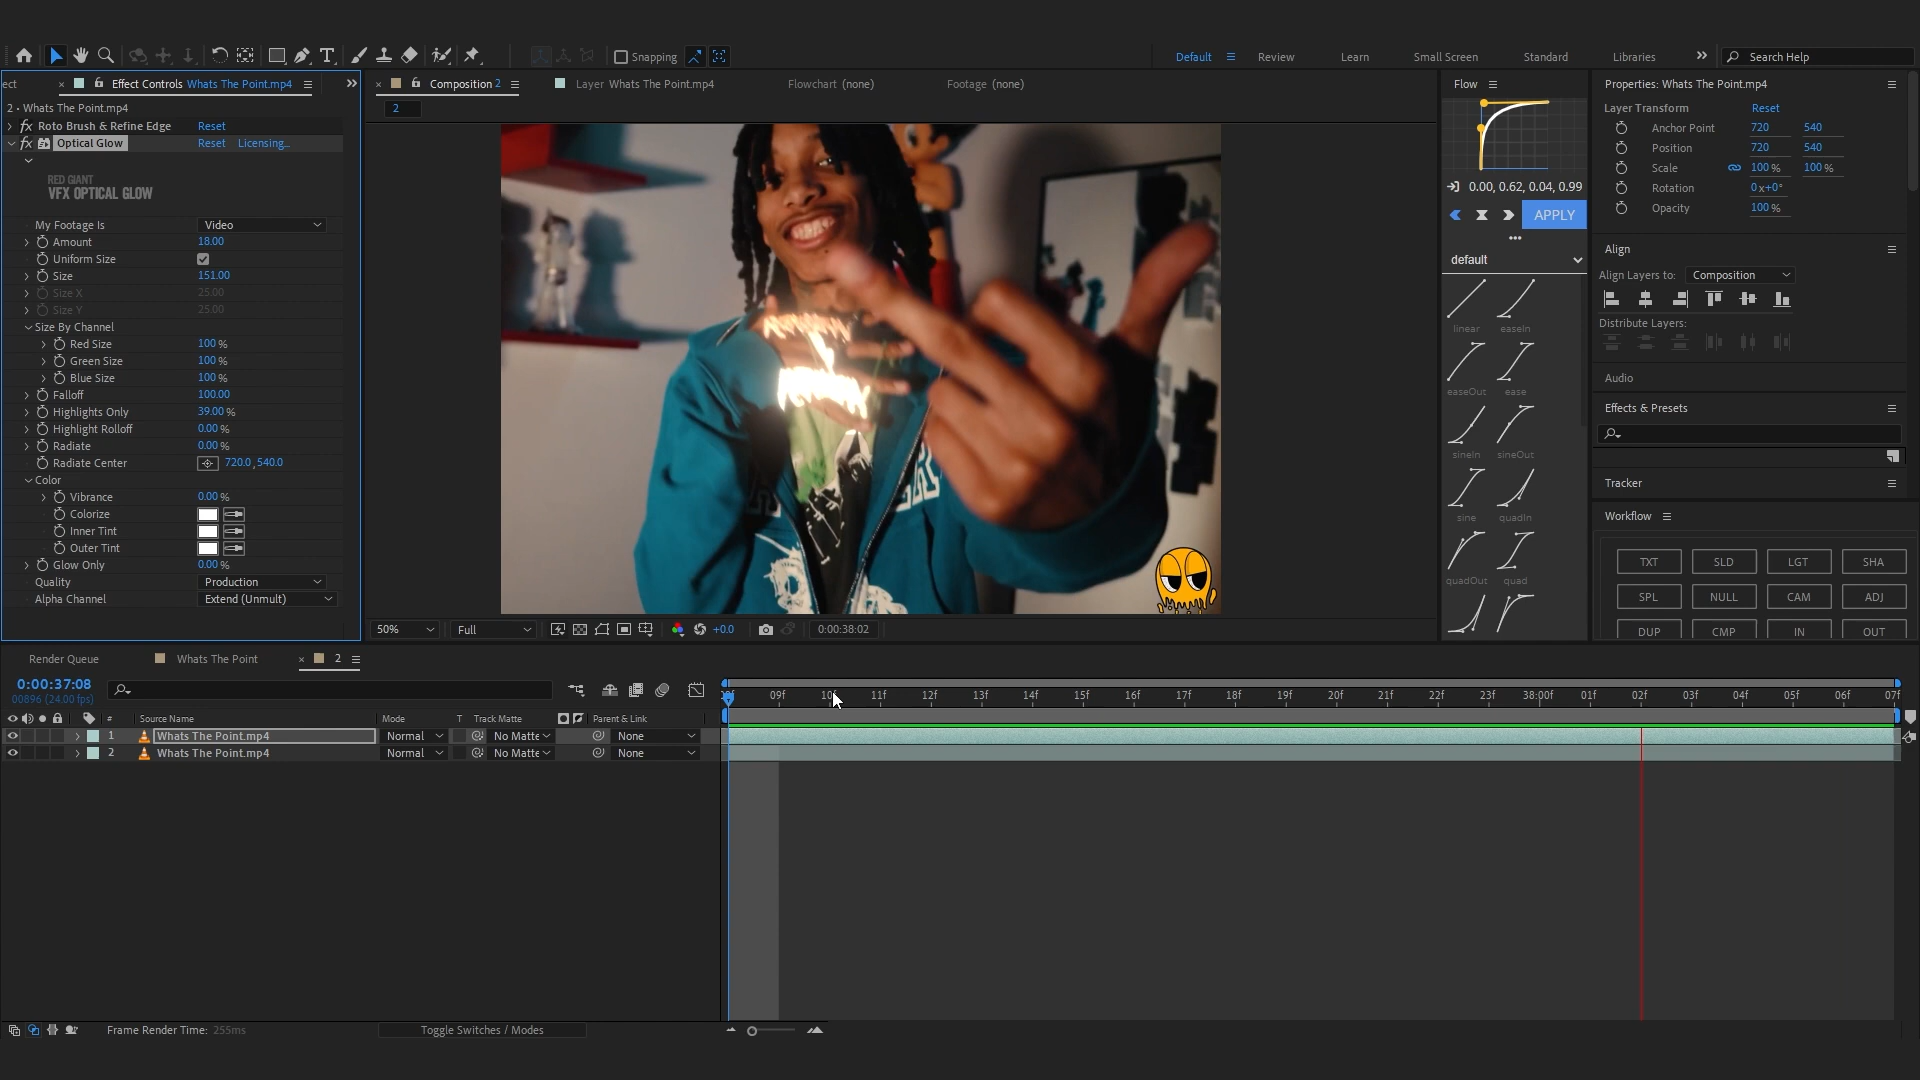 Snapping
Default
Review
Learn
Small Screen
Standard
Libraries
Search Help
ect
Effect Controls Whats The Point.mp4
Composition 2
Layer Whats The Point.mp4
Flowchart (none)
Footage (none)
Flow
Properties: Whats The Point.mp4
2 • Whats The Point.mp4
2
Layer Transform Reset
fx Roto Brush & Refine Edge Reset
fx Optical Glow Reset Licensing...
RED GIANT
VFX OPTICAL GLOW
My Footage Is Video
Amount 18.00
Uniform Size
Size 151.00
Size X 25.00
Size Y 25.00
Size By Channel
Red Size 100 %
Green Size 100 %
Blue Size 100 %
Falloff 100.00
Highlights Only 39.00 %
Highlight Rolloff 0.00 %
Radiate 0.00 %
Radiate Center 720.0, 540.0
Color
Vibrance 0.00 %
Colorize
Inner Tint
Outer Tint
Glow Only 0.00 %
Quality Production
Alpha Channel Extend (Unmult)
50% Full +0.0 0:00:38:02
0.00, 0.62, 0.04, 0.99
APPLY
default
linear easeIn
easeOut ease
sineIn sineOut
sine quadIn
quadOut quad
Anchor Point 720 540
Position 720 540
Scale 100 % 100 %
Rotation 0x+0°
Opacity 100 %
Align
Align Layers to: Composition
Distribute Layers:
Audio
Effects & Presets
Tracker
Workflow
TXT SLD LGT SHA
SPL NULL CAM ADJ
DUP CMP IN OUT
Render Queue
Whats The Point
2
0:00:37:08
00896 (24.00 fps)
09f 10f 11f 12f 13f 14f 15f 16f 17f 18f 19f 20f 21f 22f 23f 38:00f 01f 02f 03f 04f 05f 06f 07f
# Source Name Mode T Track Matte Parent & Link
1 Whats The Point.mp4 Normal No Matte None
2 Whats The Point.mp4 Normal No Matte None
Frame Render Time: 255ms
Toggle Switches / Modes